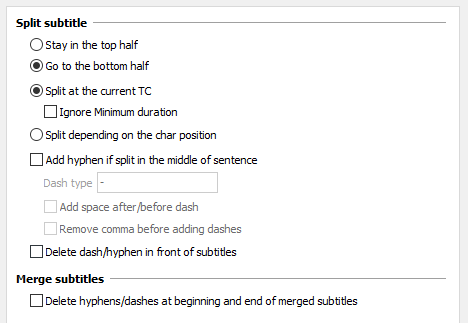 Split subtitle
Stay in the top half
Go to the bottom half
Split at the current TC
Ignore Minimum duration
Split depending on the char position
Add hyphen if split in the middle of sentence
Dash type -
Add space after/before dash
Remove comma before adding dashes
Delete dash/hyphen in front of subtitles
Merge subtitles
Delete hyphens/dashes at beginning and end of merged subtitles